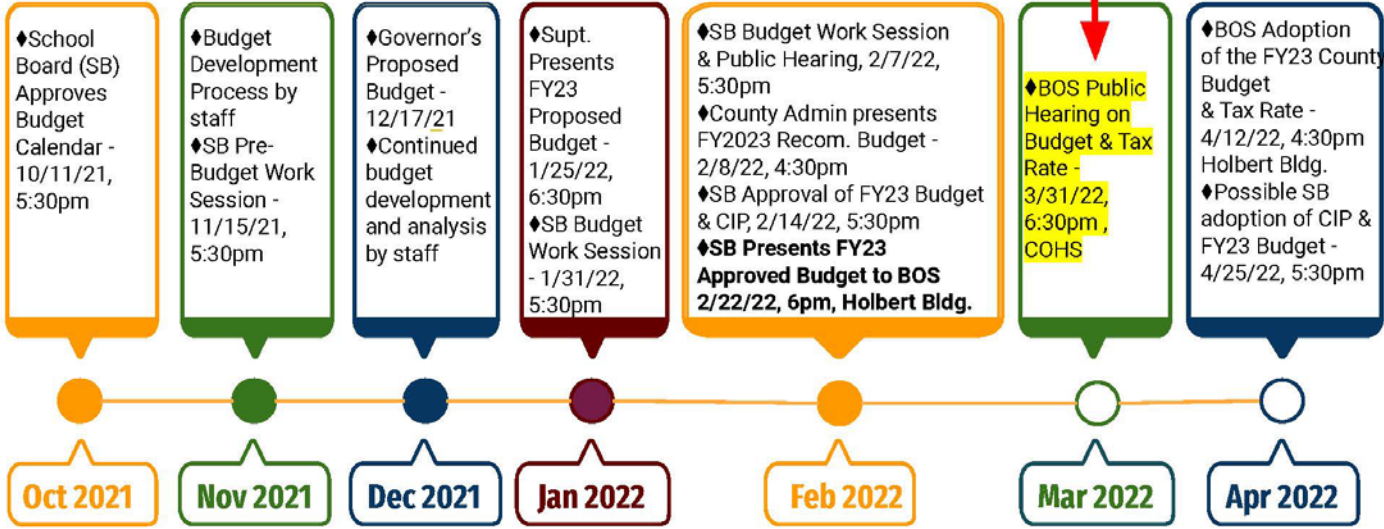 ♦School
Board (SB)
Approves
Budget
Calendar -
10/11/21,
5:30pm
♦Budget
Development
Process by
staff
♦SB Pre-
Budget Work
Session -
11/15/21,
5:30pm
♦Governor's
Proposed
Budget -
12/17/21
♦Continued
budget
development
and analysis
by staff
♦Supt.
Presents
FY23
Proposed
Budget -
1/25/22,
6:30pm
♦SB Budget
Work Session
- 1/31/22,
5:30pm
♦SB Budget Work Session
& Public Hearing, 2/7/22,
5:30pm
♦County Admin presents
FY2023 Recom. Budget -
2/8/22, 4:30pm
♦SB Approval of FY23 Budget
& CIP, 2/14/22, 5:30pm
♦SB Presents FY23
Approved Budget to BOS
2/22/22, 6pm, Holbert Bldg.
♦BOS Public
Hearing on
Budget & Tax
Rate -
3/31/22,
6:30pm ,
COHS
♦BOS Adoption
of the FY23 County
Budget
& Tax Rate -
4/12/22, 4:30pm
Holbert Bldg.
♦Possible SB
adoption of CIP &
FY23 Budget -
4/25/22, 5:30pm
Oct 2021
Nov 2021
Dec 2021
Jan 2022
Feb 2022
Mar 2022
Apr 2022